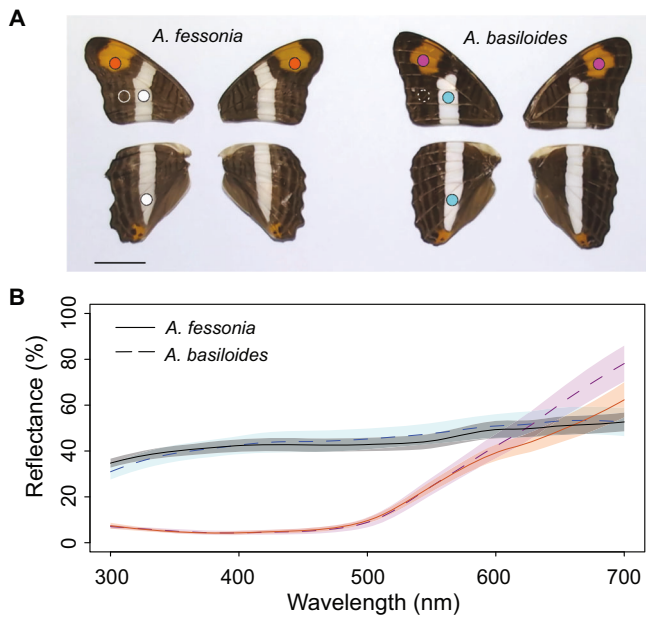 A
A. fessonia
A. basiloides
B
100
80
60
40
20
0
Reflectance (%)
A. fessonia
A. basiloides
300
400
500
600
700
Wavelength (nm)